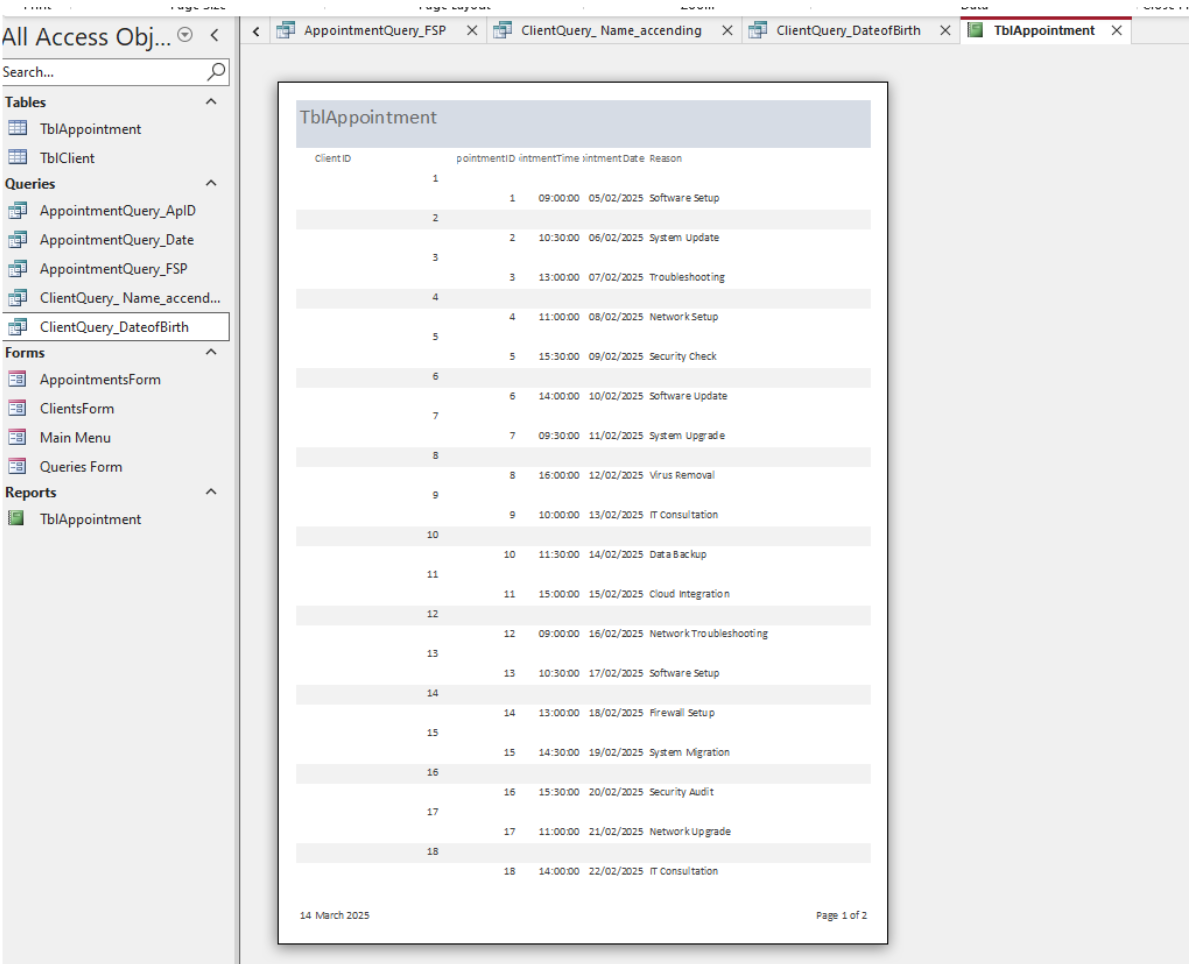 Page Size Page Layout Zoom Data
All Access Obj...
Search...
Tables
TblAppointment
TblClient
Queries
AppointmentQuery_ApID
AppointmentQuery_Date
AppointmentQuery_FSP
ClientQuery_ Name_accend...
ClientQuery_DateofBirth
Forms
AppointmentsForm
ClientsForm
Main Menu
Queries Form
Reports
TblAppointment
AppointmentQuery_FSP ClientQuery_ Name_accending ClientQuery_DateofBirth TblAppointment
TblAppointment
ClientID pointmentID intmentTime intmentDate Reason
1
1 09:00:00 05/02/2025 Software Setup
2
2 10:30:00 06/02/2025 System Update
3
3 13:00:00 07/02/2025 Troubleshooting
4
4 11:00:00 08/02/2025 Network Setup
5
5 15:30:00 09/02/2025 Security Check
6
6 14:00:00 10/02/2025 Software Update
7
7 09:30:00 11/02/2025 System Upgrade
8
8 16:00:00 12/02/2025 Virus Removal
9
9 10:00:00 13/02/2025 IT Consultation
10
10 11:30:00 14/02/2025 Data Backup
11
11 15:00:00 15/02/2025 Cloud Integration
12
12 09:00:00 16/02/2025 Network Troubleshooting
13
13 10:30:00 17/02/2025 Software Setup
14
14 13:00:00 18/02/2025 Firewall Setup
15
15 14:30:00 19/02/2025 System Migration
16
16 15:30:00 20/02/2025 Security Audit
17
17 11:00:00 21/02/2025 Network Upgrade
18
18 14:00:00 22/02/2025 IT Consultation
14 March 2025 Page 1 of 2